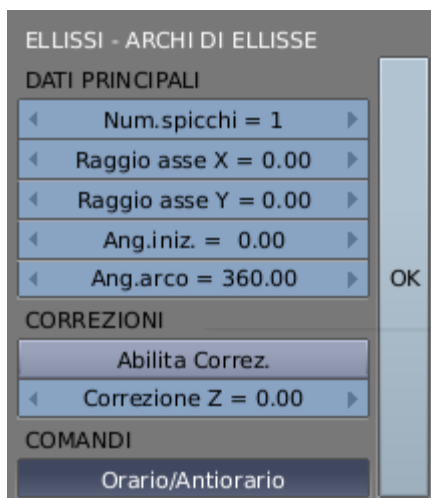 ELLISSI - ARCHI DI ELLISSE
DATI PRINCIPALI
Num.spicchi = 1
Raggio asse X = 0.00
Raggio asse Y = 0.00
Ang.iniz. = 0.00
Ang.arco = 360.00
OK
CORREZIONI
Abilita Correz.
Correzione Z = 0.00
COMANDI
Orario/Antiorario